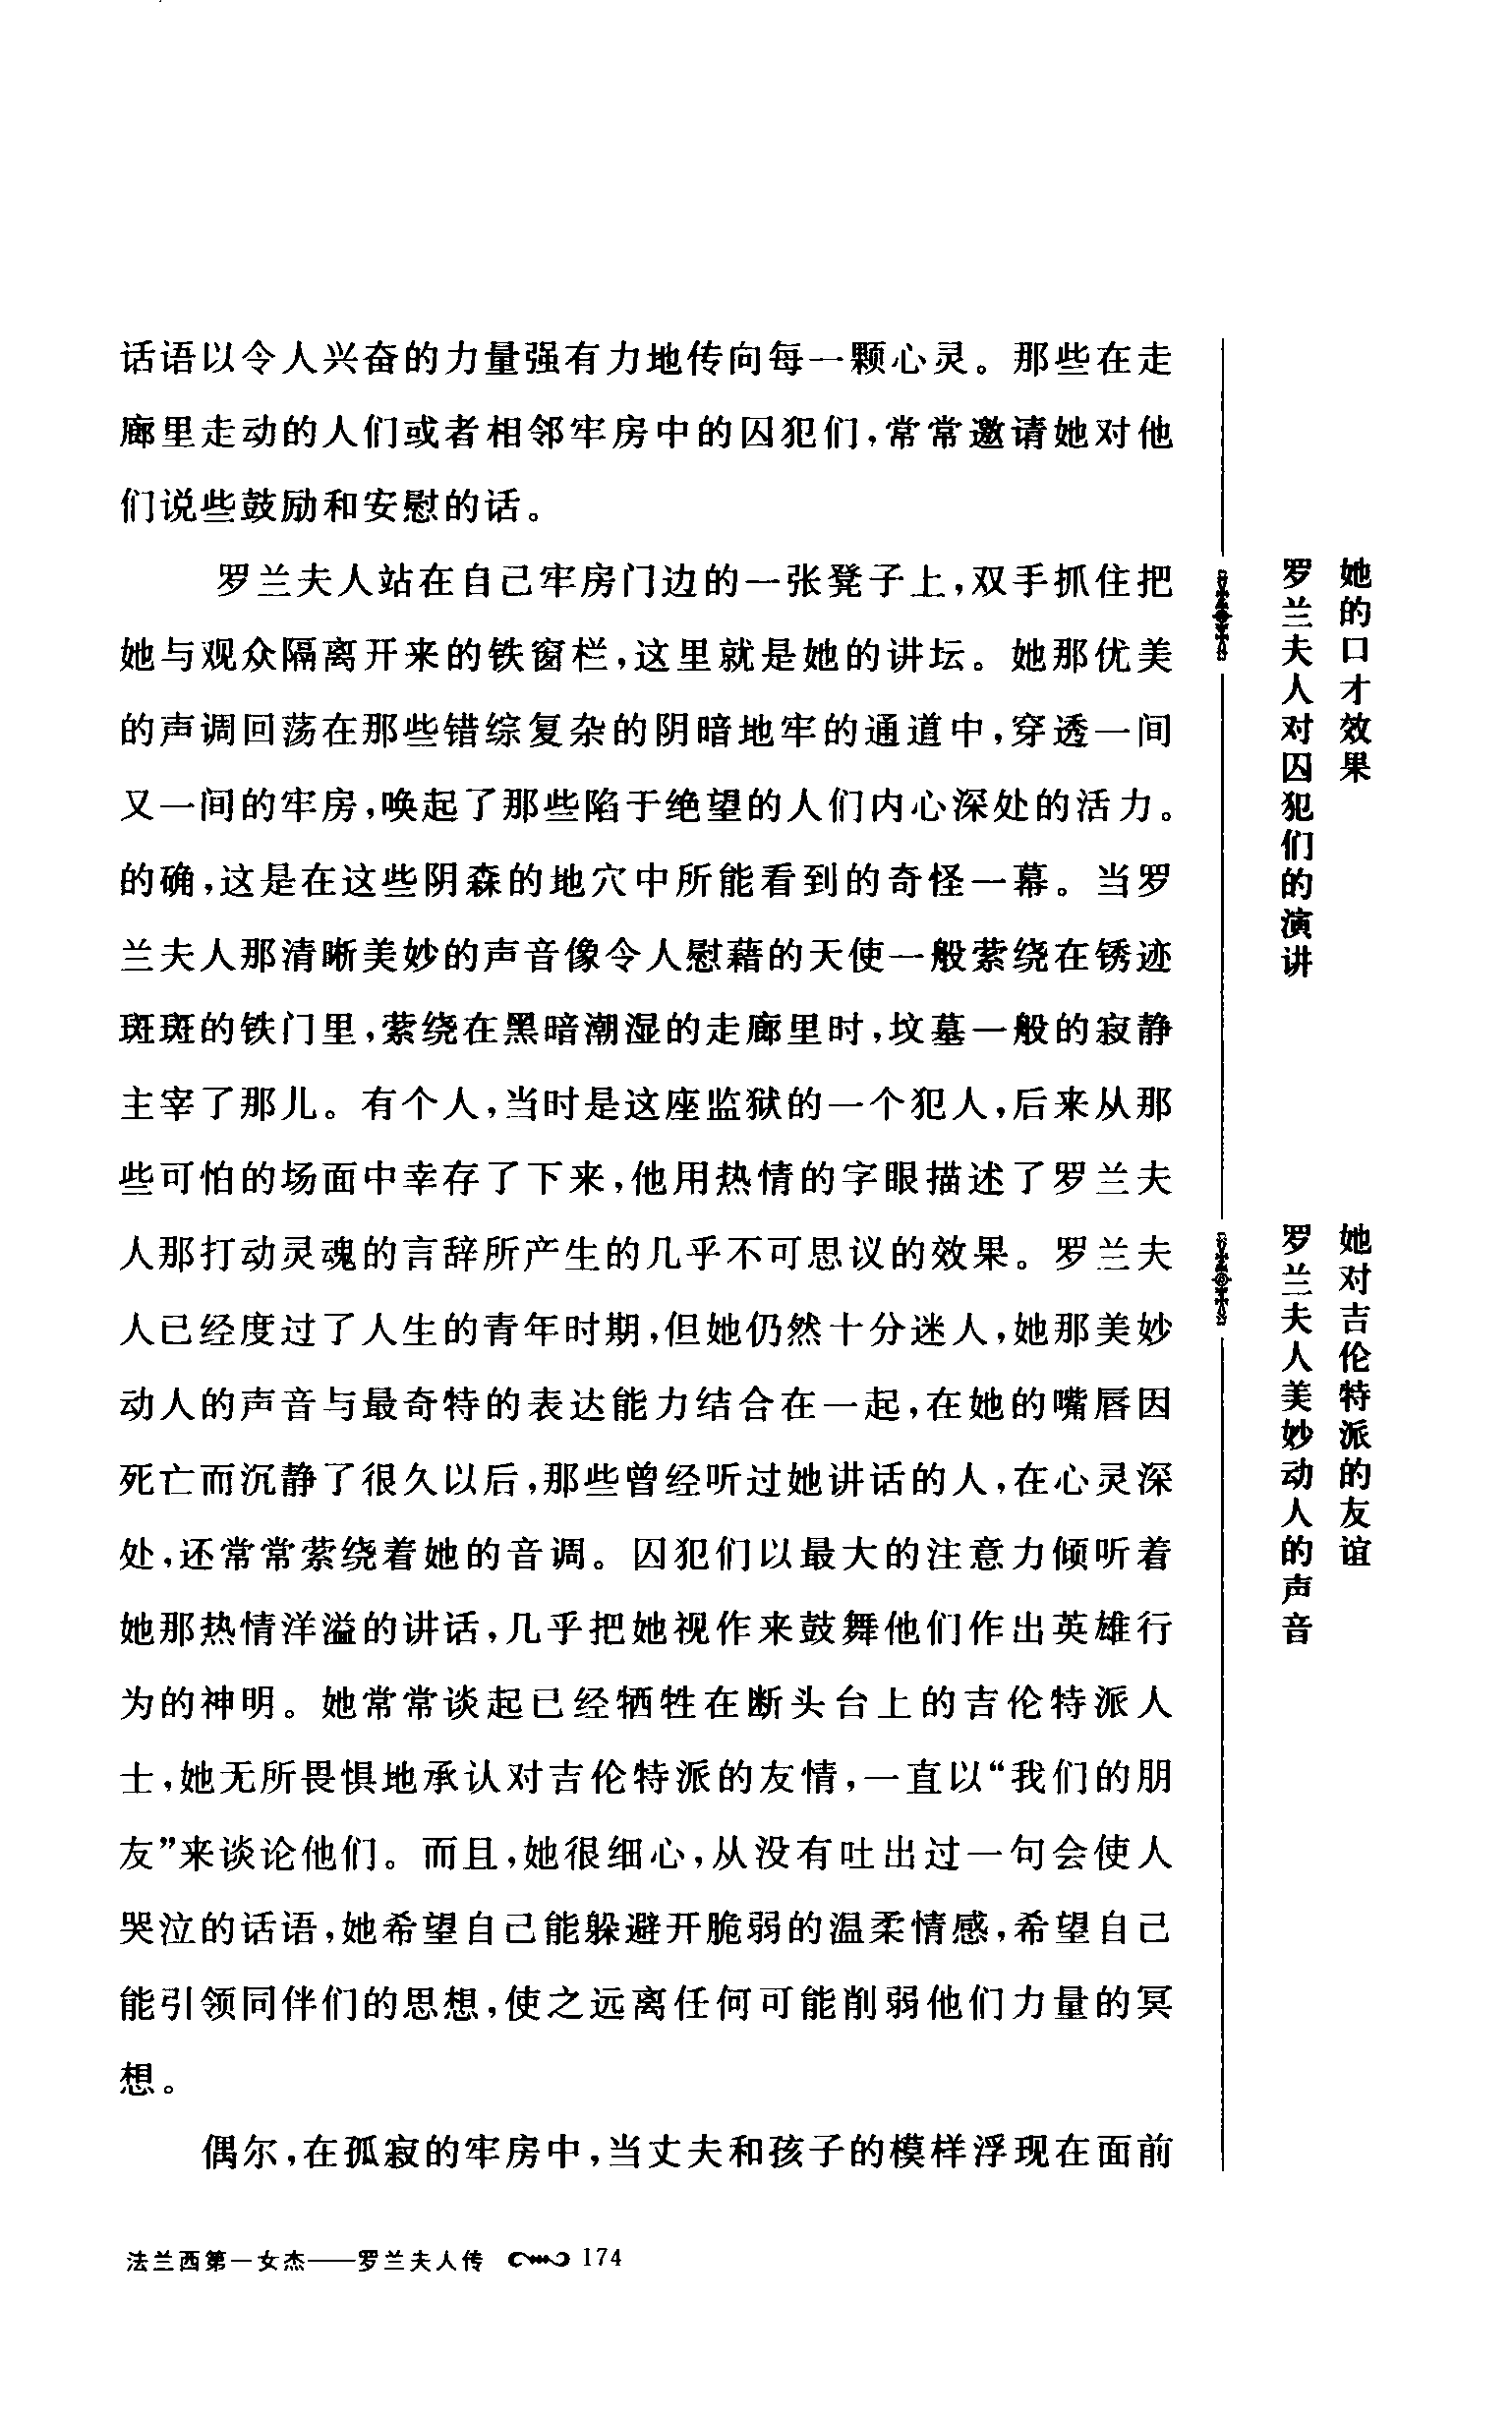 话语以令人兴奋的力量强有力地传向每一颗心灵。那些在走
廊里走动的人们或者相邻牢房中的囚犯们,常常邀请她对他
们说些鼓励和安慰的话。
罗兰夫人站在自己牢房门边的一张凳子上,双手抓住把
她与观众隔离开来的铁窗栏,这里就是她的讲坛。她那优美
的声调回荡在那些错综复杂的阴暗地牢的通道中,穿透一间
又一间的牢房,唤起了那些陷于绝望的人们内心深处的活力。
的确,这是在这些阴森的地穴中所能看到的奇怪一幕。当罗
兰夫人那清晰美妙的声音像令人慰藉的天使一般萦绕在锈迹
斑斑的铁门里,萦绕在黑暗潮湿的走廊里时,坟墓一般的寂静
主宰了那儿。有个人,当时是这座监狱的一个犯人,后来从那
些可怕的场面中幸存了下来,他用热情的字眼描述了罗兰夫
人那打动灵魂的言辞所产生的几乎不可思议的效果。罗兰夫
人已经度过了人生的青年时期,但她仍然十分迷人,她那美妙
动人的声音与最奇特的表达能力结合在一起,在她的嘴唇因
死亡而沉静了很久以后,那些曾经听过她讲话的人,在心灵深
处,还常常萦绕着她的音调。囚犯们以最大的注意力倾听着
她那热情洋溢的讲话,几乎把她视作来鼓舞他们作出英雄行
为的神明。她常常谈起已经牺牲在断头台上的吉伦特派人
士,她无所畏惧地承认对吉伦特派的友情,一直以“我们的朋
友”来谈论他们。而且,她很细心,从没有吐出过一句会使人
哭泣的话语,她希望自己能躲避开脆弱的温柔情感,希望自己
能引领同伴们的思想,使之远离任何可能削弱他们力量的冥
想。
偶尔,在孤寂的牢房中,当丈夫和孩子的模样浮现在面前
她的口才效果
罗兰夫人对囚犯们的演讲
她对吉伦特派的友谊
罗兰夫人美妙动人的声音
法兰西第一女杰——罗兰夫人传 174